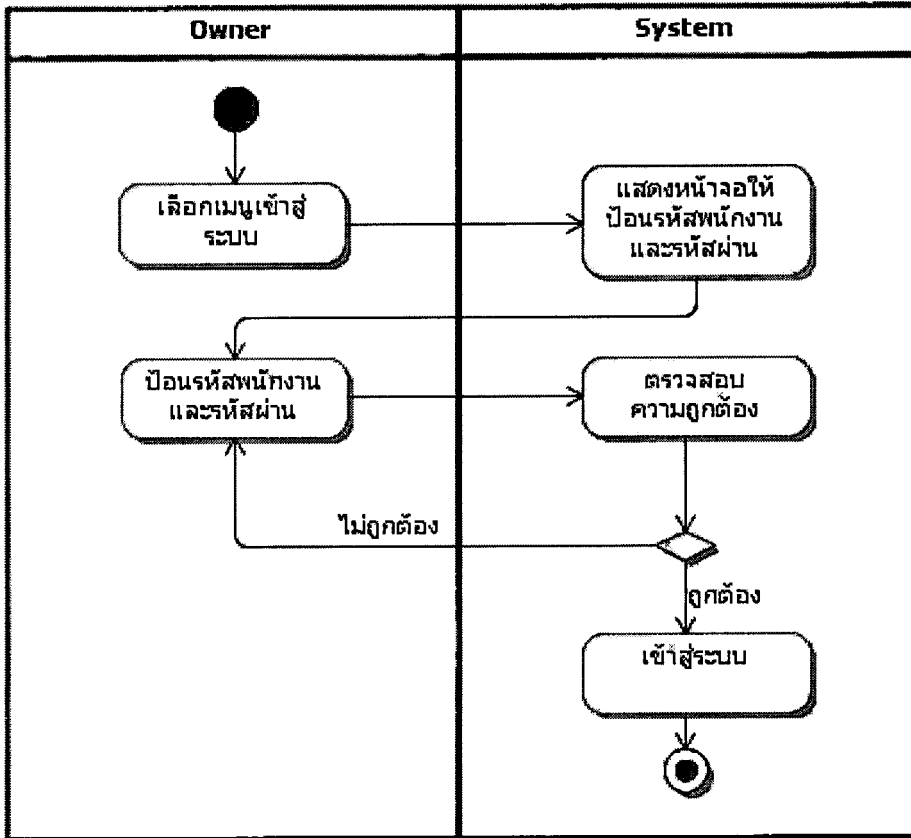 Owner
System
เลือกเมนูเข้าสู่
ระบบ
แสดงหน้าจอให้
ป้อนรหัสพนักงาน
และรหัสผ่าน
ป้อนรหัสพนักงาน
และรหัสผ่าน
ตรวจสอบ
ความถูกต้อง
ไม่ถูกต้อง
ถูกต้อง
เข้าสู่ระบบ